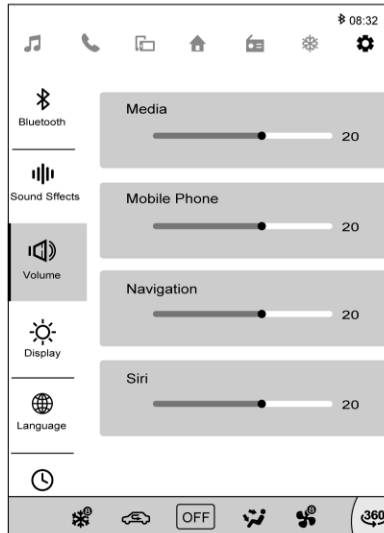 08:32
Bluetooth
Sound Sffects
Volume
Display
Language
Media
20
Mobile Phone
20
Navigation
20
Siri
20
OFF
360